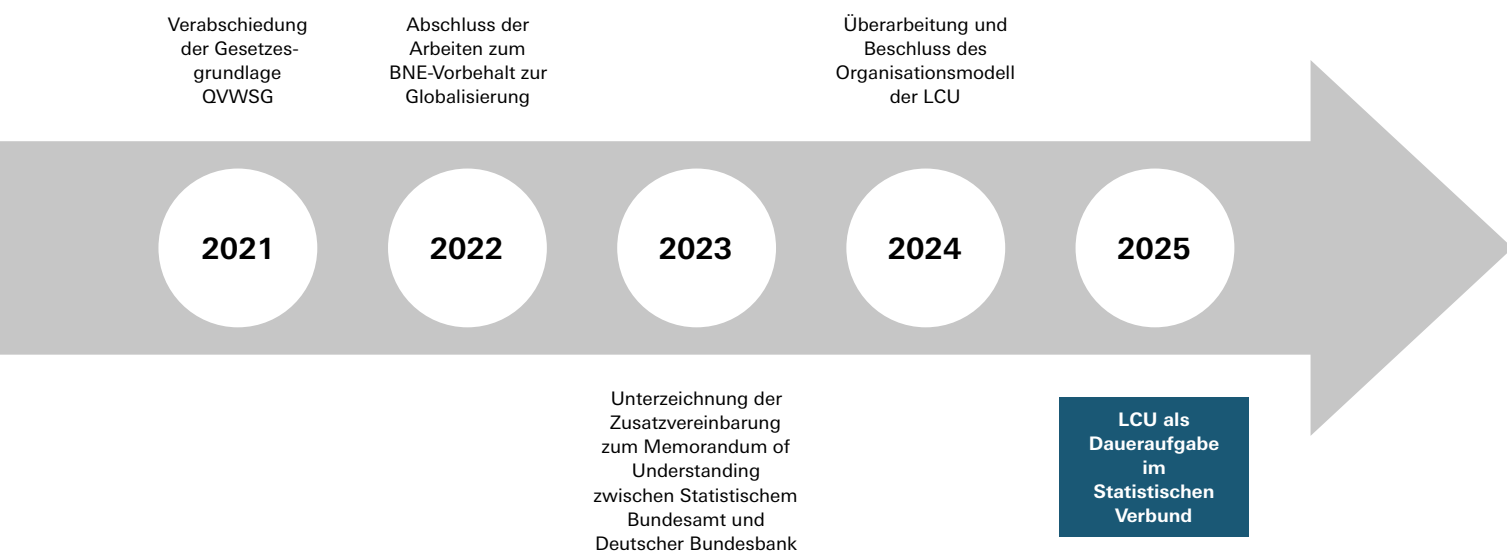 Verabschiedung
der Gesetzes-
grundlage
QVWSG
Abschluss der
Arbeiten zum
BNE-Vorbehalt zur
Globalisierung
Überarbeitung und
Beschluss des
Organisationsmodell
der LCU
2021
2022
2023
2024
2025
Unterzeichnung der
Zusatzvereinbarung
zum Memorandum of
Understanding
zwischen Statistischem
Bundesamt und
Deutscher Bundesbank
LCU als
Daueraufgabe
im
Statistischen
Verbund